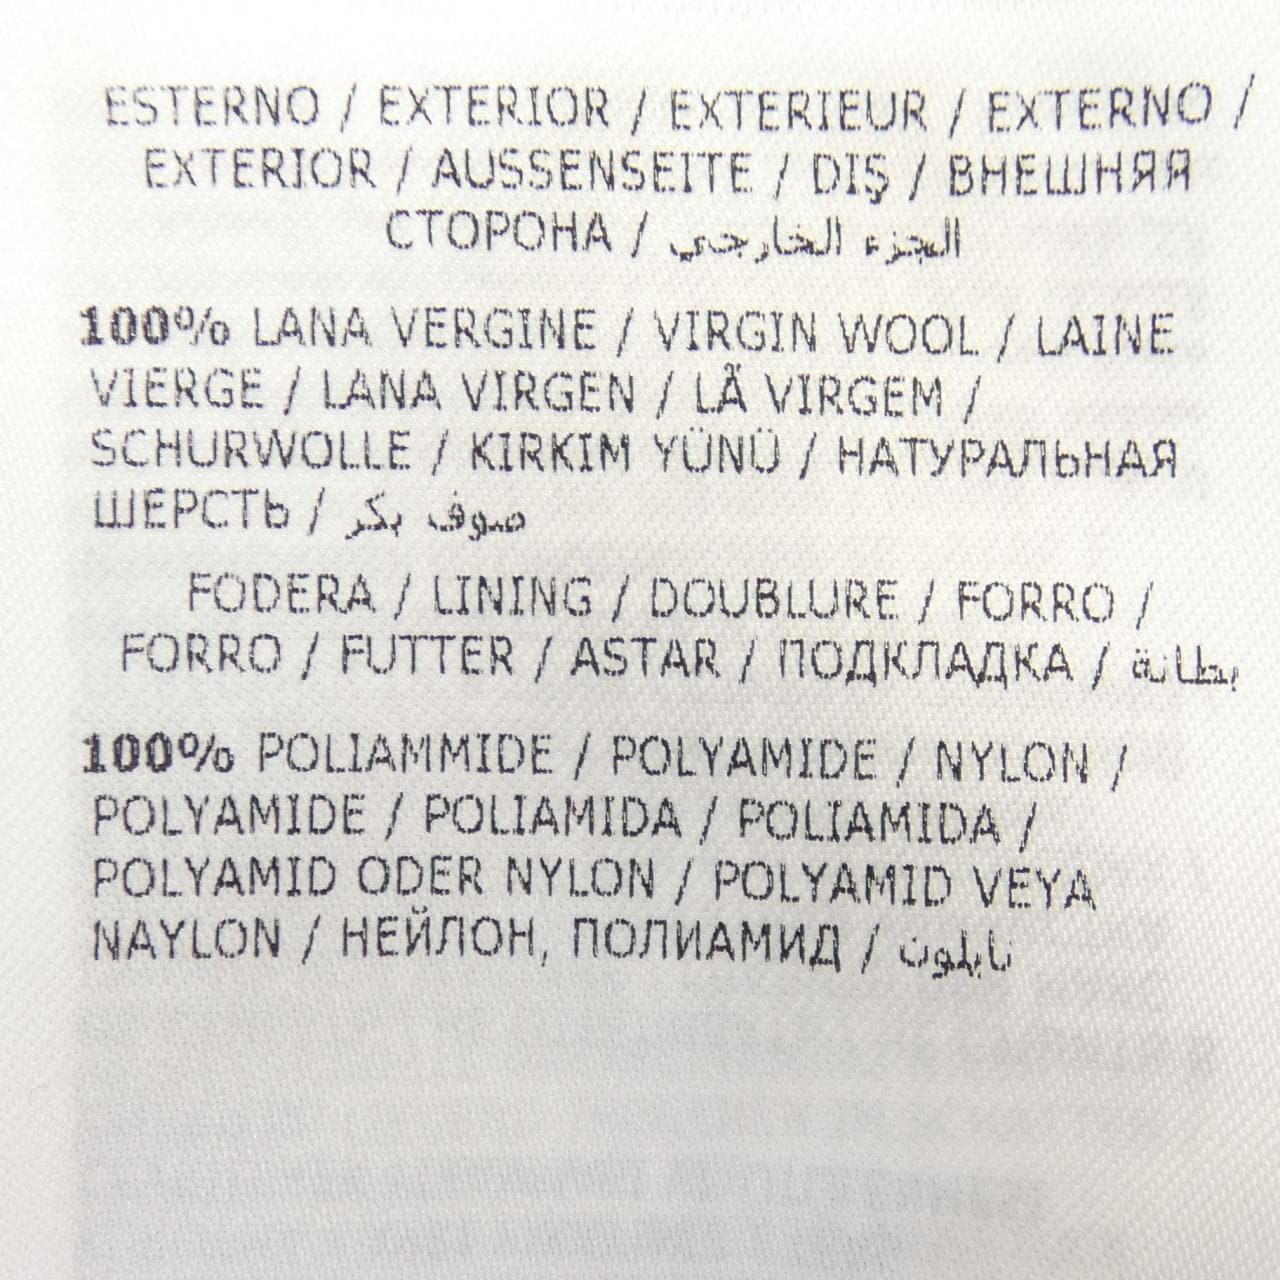 ESTERNO / EXTERIOR / EXTERIEUR / EXTERNO /
EXTERIOR / AUSSENSEITE / DIŞ / ВНЕШНЯЯ
СТОРОНА / الجزء الخارجي
100% LANA VERGINE / VIRGIN WOOL / LAINE
VIERGE / LANA VIRGEN / LÃ VIRGEM /
SCHURWOLLE / KIRKIM YÜNÜ / НАТУРАЛЬНАЯ
ШЕРСТЬ / صوف بكر
FODERA / LINING / DOUBLURE / FORRO /
FORRO / FUTTER / ASTAR / ПОДКЛАДКА / بطانة
100% POLIAMMIDE / POLYAMIDE / NYLON /
POLYAMIDE / POLIAMIDA / POLIAMIDA /
POLYAMID ODER NYLON / POLYAMID VEYA
NAYLON / НЕЙЛОН, ПОЛИАМИД / نايلون